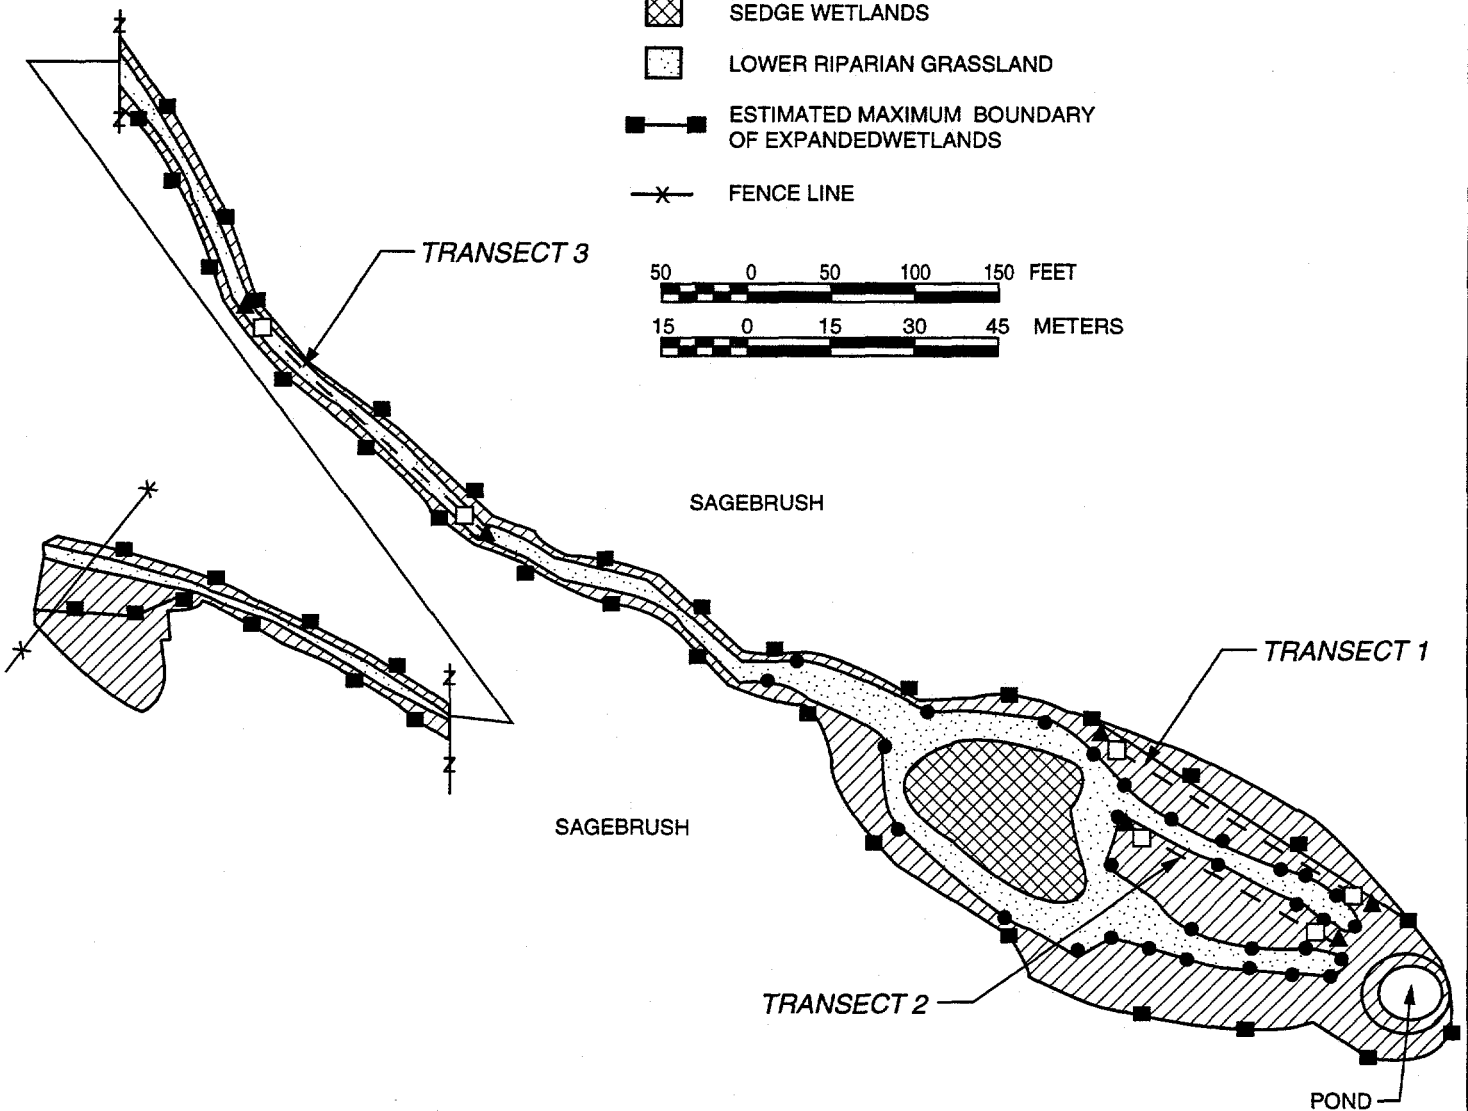 Z
SEDGE WETLANDS
LOWER RIPARIAN GRASSLAND
Z
ESTIMATED MAXIMUM BOUNDARY
OF EXPANDEDWETLANDS
FENCE LINE
TRANSECT 3
50 0 50 100 150 FEET
15 0 15 30 45 METERS
SAGEBRUSH
TRANSECT 1
Z
Z
SAGEBRUSH
TRANSECT 2
POND